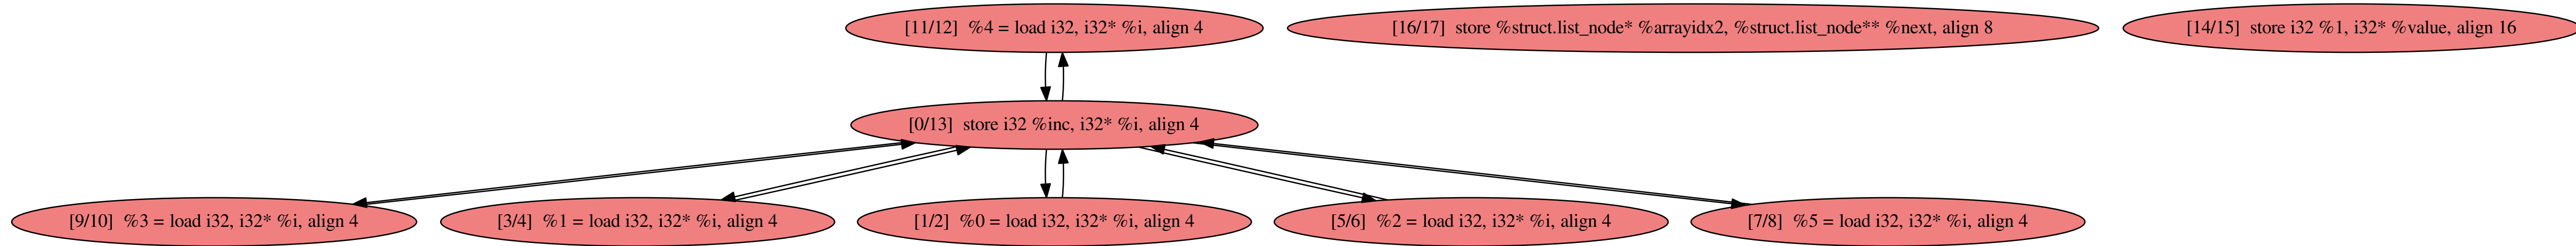 [11/12]  %4 = load i32, i32* %i, align 4
[16/17]  store %struct.list_node* %arrayidx2, %struct.list_node** %next, align 8
[14/15]  store i32 %1, i32* %value, align 16
[0/13]  store i32 %inc, i32* %i, align 4
[9/10]  %3 = load i32, i32* %i, align 4
[3/4]  %1 = load i32, i32* %i, align 4
[1/2]  %0 = load i32, i32* %i, align 4
[5/6]  %2 = load i32, i32* %i, align 4
[7/8]  %5 = load i32, i32* %i, align 4